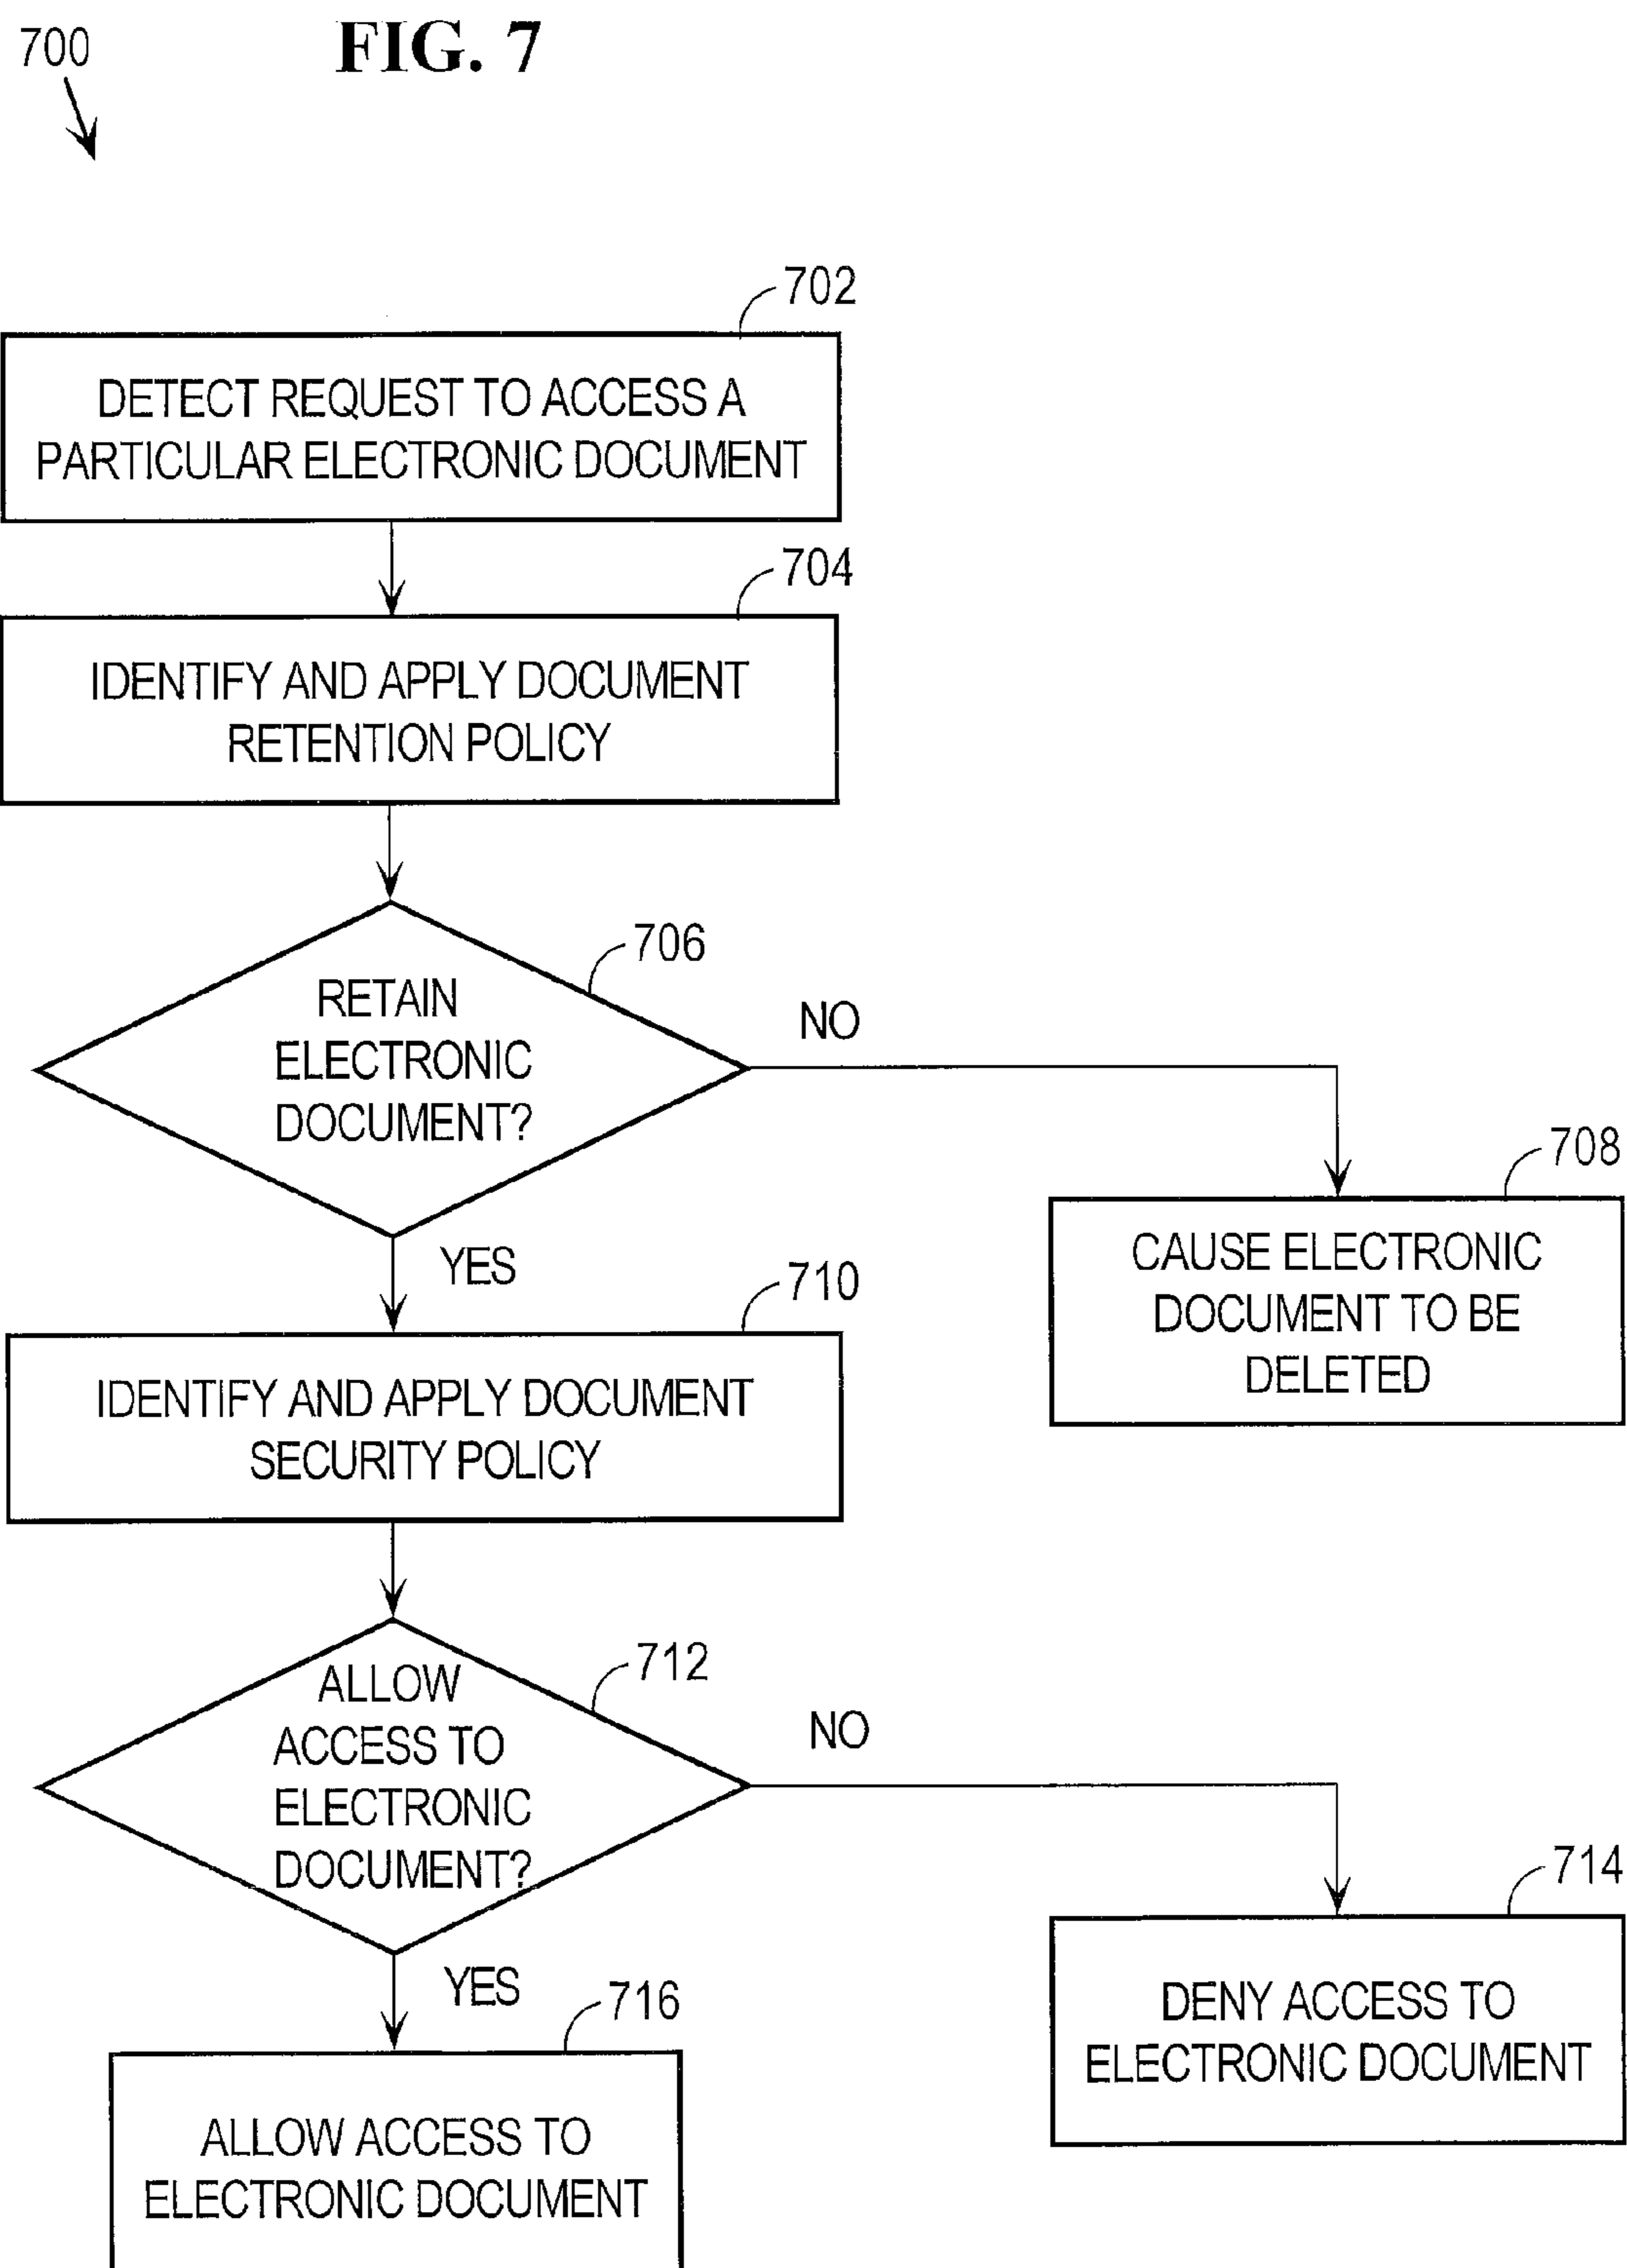 700
FIG. 7
702
DETECT REQUEST TO ACCESS A
PARTICULAR ELECTRONIC DOCUMENT
704
IDENTIFY AND APPLY DOCUMENT
RETENTION POLICY
706
RETAIN
ELECTRONIC
DOCUMENT?
NO
708
CAUSE ELECTRONIC
DOCUMENT TO BE
DELETED
YES
710
IDENTIFY AND APPLY DOCUMENT
SECURITY POLICY
712
ALLOW
ACCESS TO
ELECTRONIC
DOCUMENT?
NO
714
DENY ACCESS TO
ELECTRONIC DOCUMENT
YES
716
ALLOW ACCESS TO
ELECTRONIC DOCUMENT